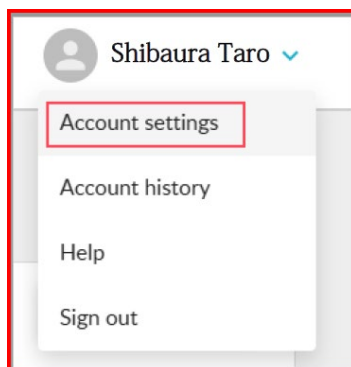 Shibaura Taro
Account settings
Account history
Help
Sign out